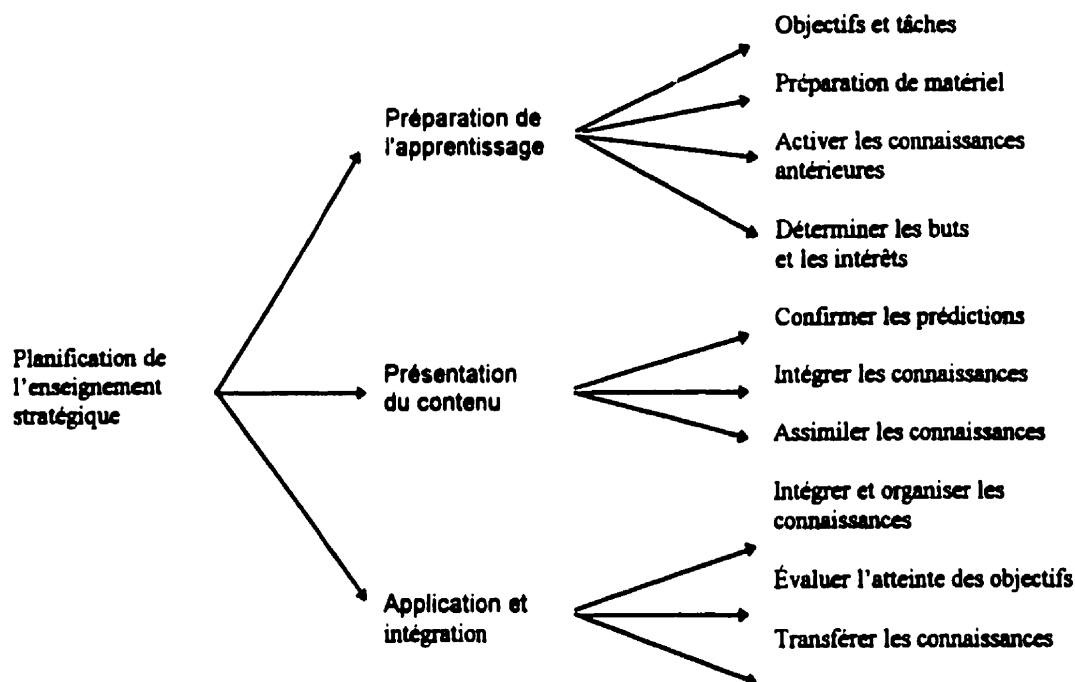 Planification de
l'enseignement
stratégique
Préparation de
l'apprentissage
Objectifs et tâches
Préparation de matériel
Activer les connaissances
antérieures
Déterminer les buts
et les intérêts
Présentation
du contenu
Confirmer les prédictions
Intégrer les connaissances
Assimiler les connaissances
Application et
intégration
Intégrer et organiser les
connaissances
Évaluer l'atteinte des objectifs
Transférer les connaissances